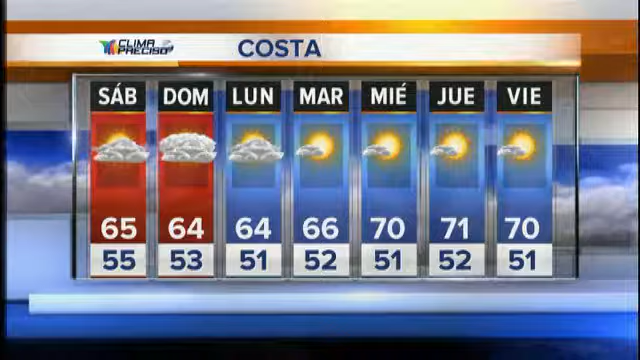 CLIMA
PRECISO
COSTA
SÁB DOM LUN MAR MIÉ JUE VIE
65 64 64 66 70 71 70
55 53 51 52 51 52 51